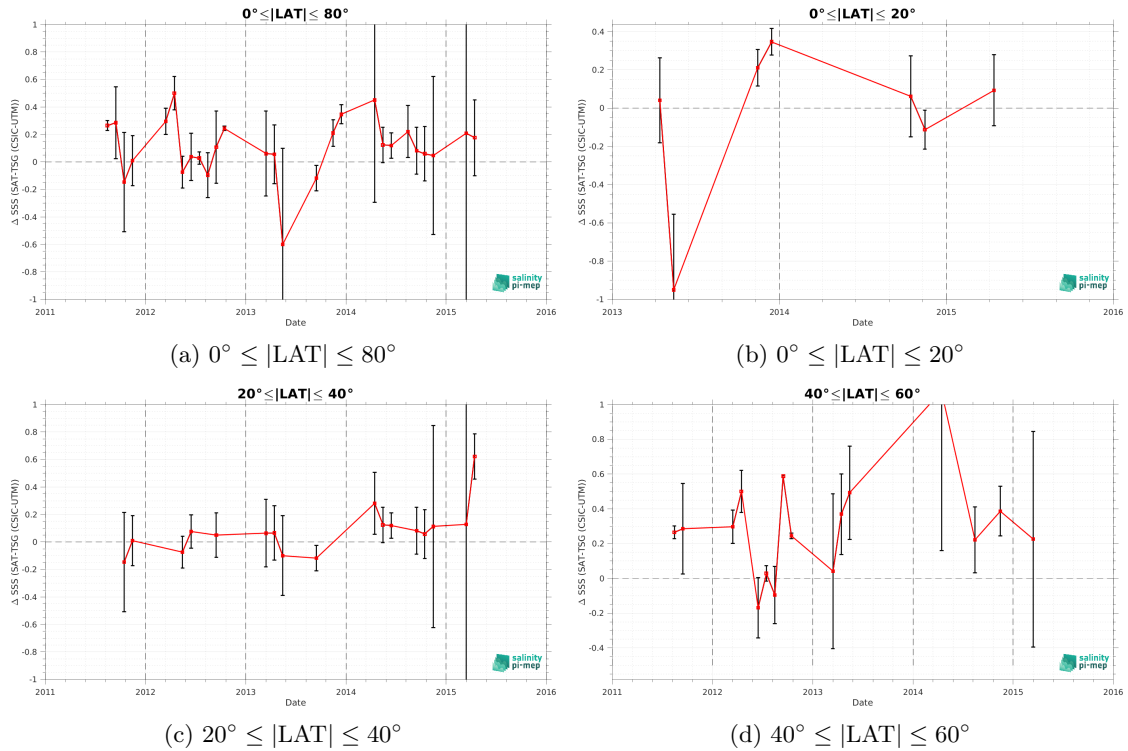 0°≤|LAT|≤ 80°
Δ SSS (SAT-TSG (CSIC-UTM))
1
0.8
0.6
0.4
0.2
0
-0.2
-0.4
-0.6
-0.8
-1
2011
2012
2013
2014
2015
2016
Date
salinity
pi-mep
(a) 0° ≤ |LAT| ≤ 80°
0°≤|LAT|≤ 20°
Δ SSS (SAT-TSG (CSIC-UTM))
0.4
0.2
0
-0.2
-0.4
-0.6
-0.8
-1
2013
2014
2015
2016
Date
salinity
pi-mep
(b) 0° ≤ |LAT| ≤ 20°
20°≤|LAT|≤ 40°
Δ SSS (SAT-TSG (CSIC-UTM))
1
0.8
0.6
0.4
0.2
0
-0.2
-0.4
-0.6
-0.8
-1
2011
2012
2013
2014
2015
2016
Date
salinity
pi-mep
(c) 20° ≤ |LAT| ≤ 40°
40°≤|LAT|≤ 60°
Δ SSS (SAT-TSG (CSIC-UTM))
1
0.8
0.6
0.4
0.2
0
-0.2
-0.4
2011
2012
2013
2014
2015
2016
Date
salinity
pi-mep
(d) 40° ≤ |LAT| ≤ 60°